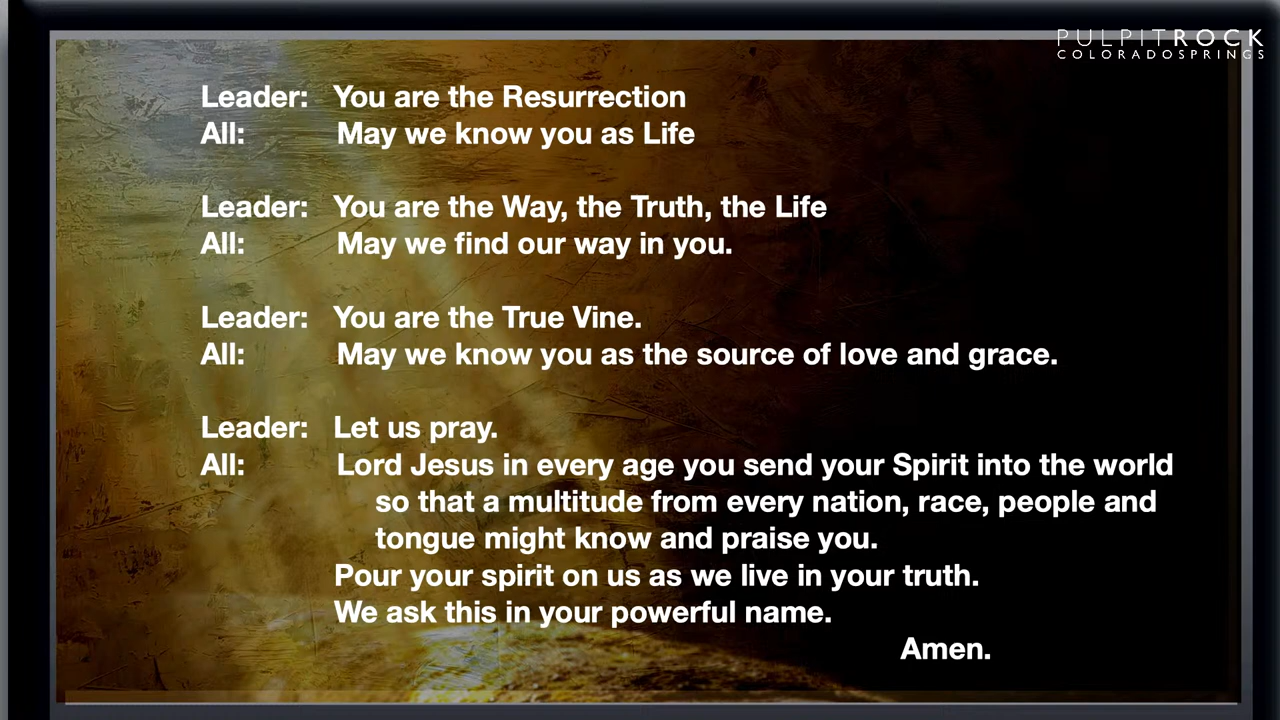 PULPITROCK
COLORADOSPRINGS
Leader: You are the Resurrection
All: May we know you as Life
Leader: You are the Way, the Truth, the Life
All: May we find our way in you.
Leader: You are the True Vine.
All: May we know you as the source of love and grace.
Leader: Let us pray.
All: Lord Jesus in every age you send your Spirit into the world
so that a multitude from every nation, race, people and
tongue might know and praise you.
Pour your spirit on us as we live in your truth.
We ask this in your powerful name.
Amen.